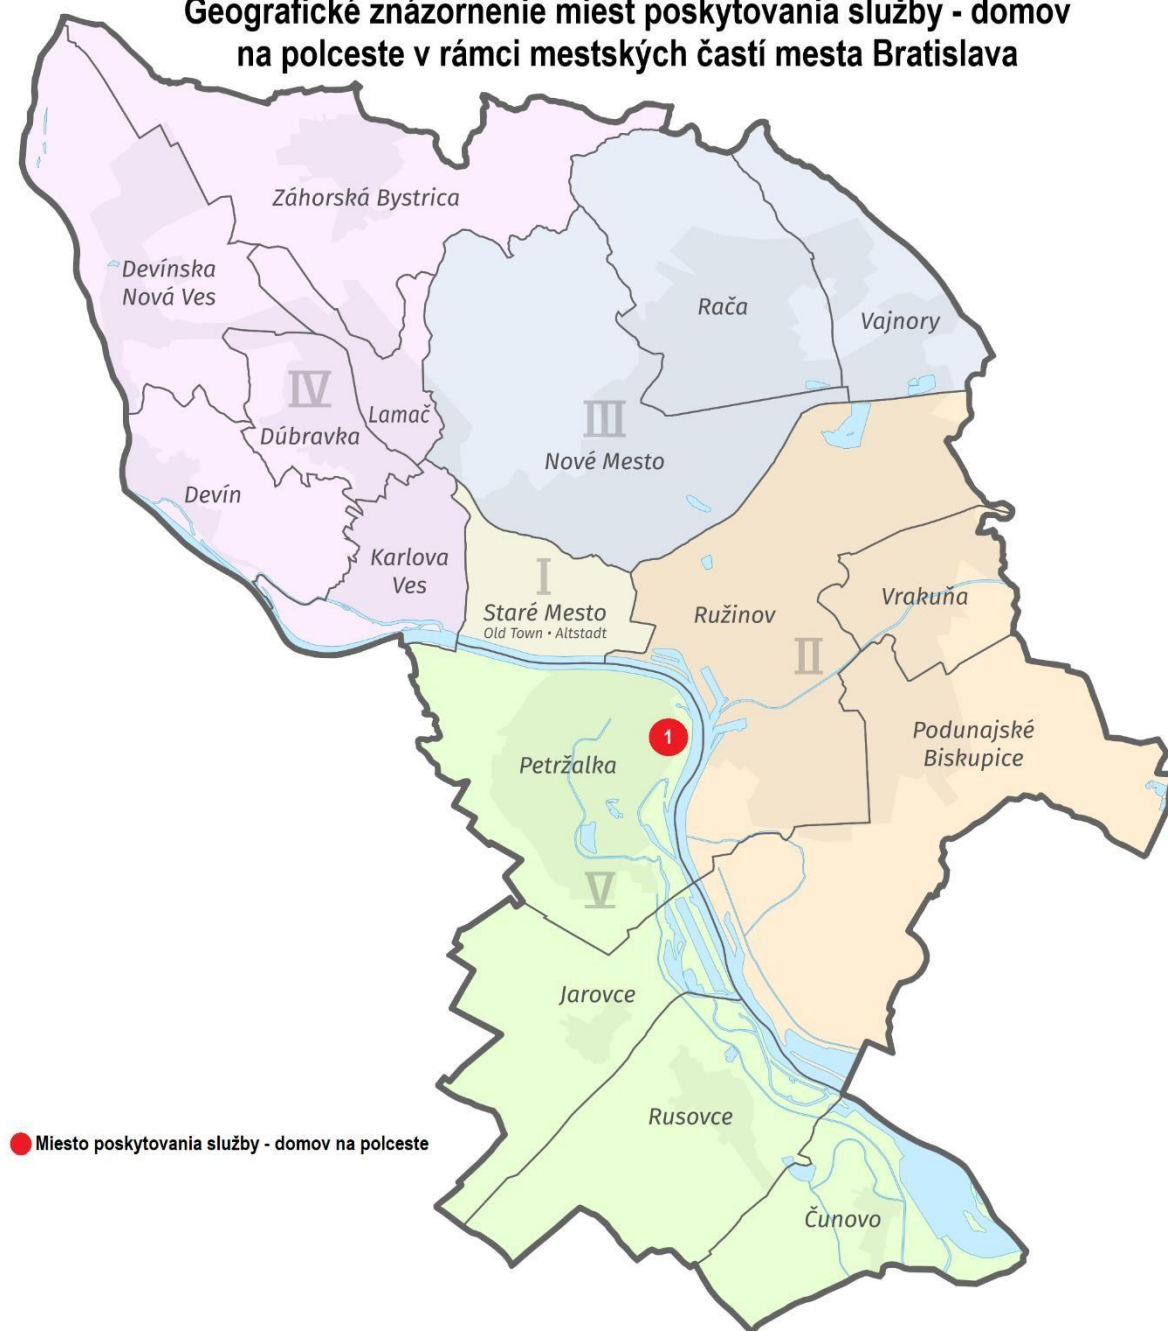 Geografické znázornenie miest poskytovania služby - domov
na polceste v rámci mestských častí mesta Bratislava
Záhorská Bystrica
Devínska
Nová Ves
Rača
Vajnory
IV
Lamač
Dúbravka
III
Nové Mesto
Devín
Karlova
Ves
I
Staré Mesto
Old Town • Altstadt
Ružinov
Vrakuňa
II
Podunajské
Biskupice
1
Petržalka
V
Jarovce
Rusovce
Miesto poskytovania služby - domov na polceste
Čunovo